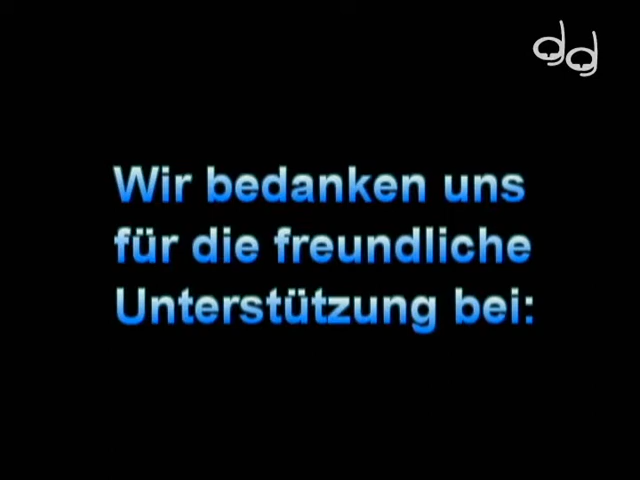 Wir bedanken uns
für die freundliche
Unterstützung bei: